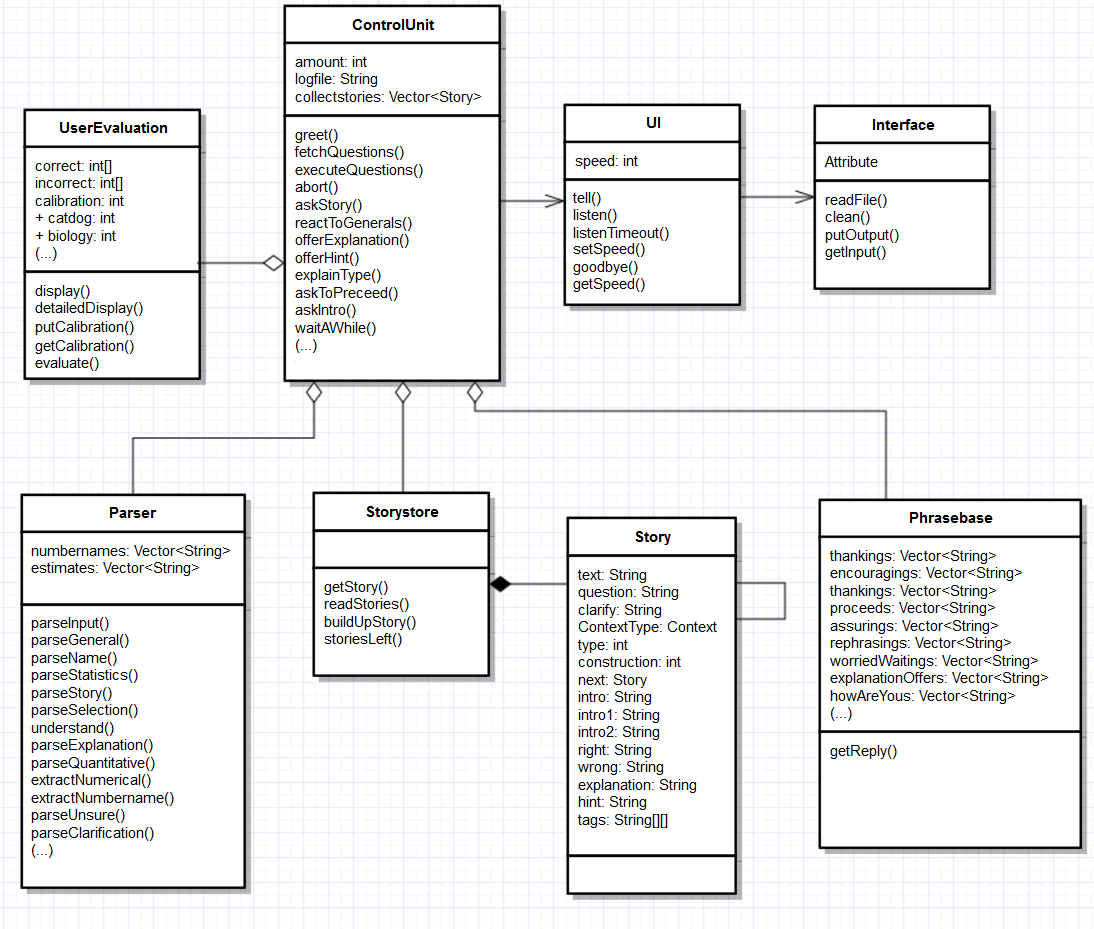 ControlUnit
amount: int
logfile: String
collectstories: Vector<Story>
greet()
fetchQuestions()
executeQuestions()
abort()
askStory()
reactToGenerals()
offerExplanation()
offerHint()
explainType()
askToPreceed()
askIntro()
waitAWhile()
(...)
UserEvaluation
correct: int[]
incorrect: int[]
calibration: int
+ catdog: int
+ biology: int
(...)
display()
detailedDisplay()
putCalibration()
getCalibration()
evaluate()
UI
speed: int
tell()
listen()
listenTimeout()
setSpeed()
goodbye()
getSpeed()
Interface
Attribute
readFile()
clean()
putOutput()
getInput()
Parser
numbernames: Vector<String>
estimates: Vector<String>
parseInput()
parseGeneral()
parseName()
parseStatistics()
parseStory()
parseSelection()
understand()
parseExplanation()
parseQuantitative()
extractNumerical()
extractNumbername()
parseUnsure()
parseClarification()
(...)
Storystore
getStory()
readStories()
buildUpStory()
storiesLeft()
Story
text: String
question: String
clarify: String
ContextType: Context
type: int
construction: int
next: Story
intro: String
intro1: String
intro2: String
right: String
wrong: String
explanation: String
hint: String
tags: String[][]
Phrasebase
thankings: Vector<String>
encouragings: Vector<String>
thankings: Vector<String>
proceeds: Vector<String>
assurings: Vector<String>
rephrasings: Vector<String>
worriedWaitings: Vector<String>
explanationOffers: Vector<String>
howAreYous: Vector<String>
(...)
getReply()